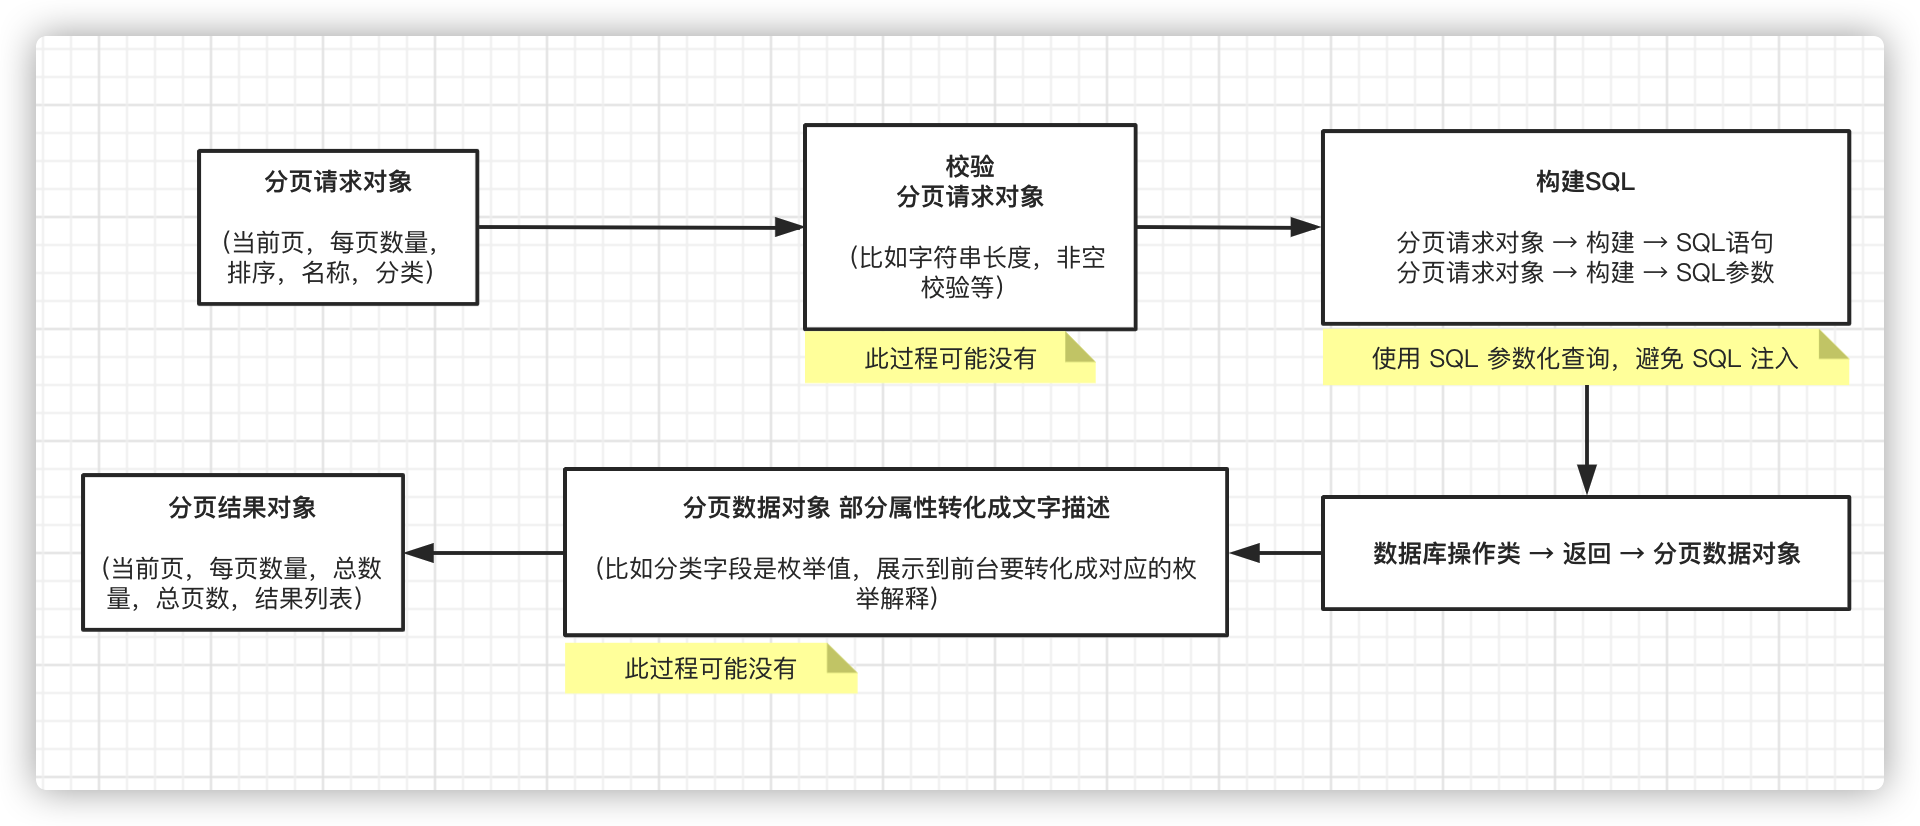 分页请求对象
（当前页，每页数量，
排序，名称，分类）
校验
分页请求对象
（比如字符串长度，非空
校验等）
此过程可能没有
构建SQL
分页请求对象 → 构建 → SQL语句
分页请求对象 → 构建 → SQL参数
使用 SQL 参数化查询，避免 SQL 注入
数据库操作类 → 返回 → 分页数据对象
分页数据对象 部分属性转化成文字描述
（比如分类字段是枚举值，展示到前台要转化成对应的枚
举解释）
此过程可能没有
分页结果对象
（当前页，每页数量，总数
量，总页数，结果列表）